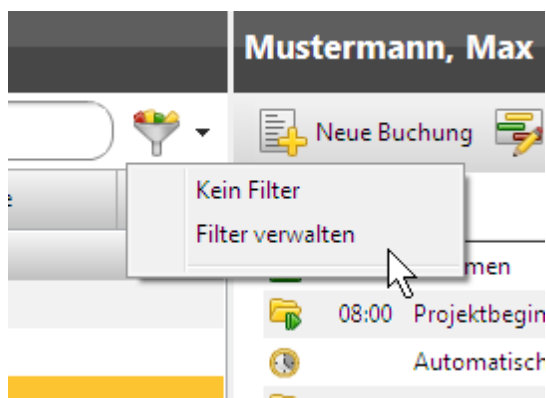 Mustermann, Max
Neue Buchung
Kein Filter
Filter verwalten
08:00 Projektbegin
Automatisch